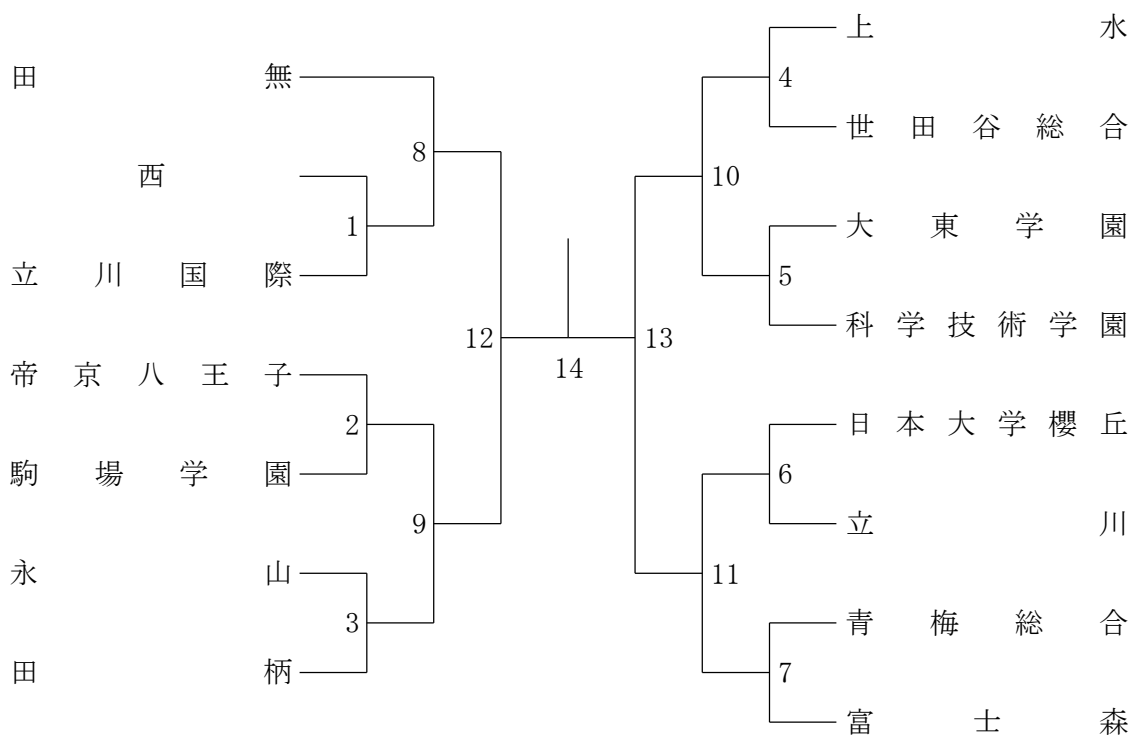 田無
西
立川国際
帝京八王子
駒場学園
永山
田柄
8
1
12
2
9
3
14
上水
世田谷総合
大東学園
科学技術学園
日本大学櫻丘
立川
青梅総合
富士森
4
10
5
13
6
11
7